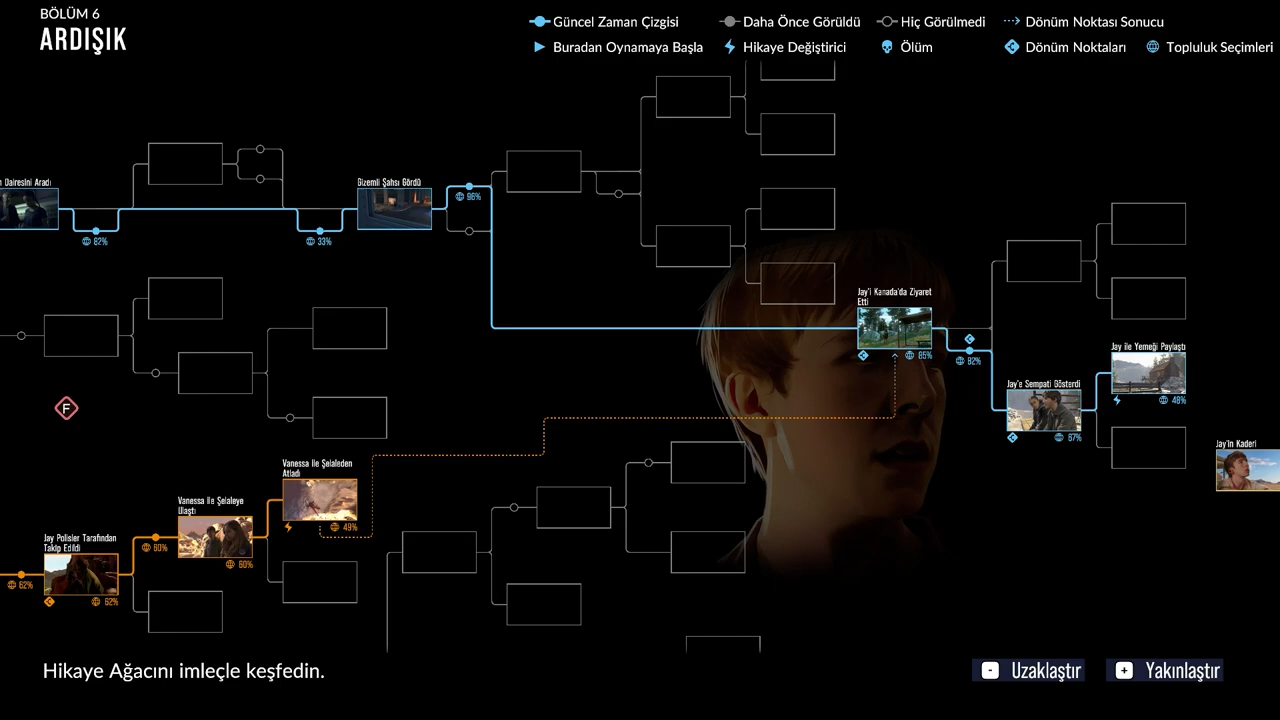 BÖLÜM 6
ARDIŞIK
Güncel Zaman Çizgisi
Daha Önce Görüldü
Hiç Görülmedi
Dönüm Noktası Sonucu
Buradan Oynamaya Başla
Hikaye Değiştirici
Ölüm
Dönüm Noktaları
Topluluk Seçimleri
n Dairesini Aradı
82%
33%
Gizemli Şahsı Gördü
96%
Jay'i Kanada'da Ziyaret
Etti
85%
82%
Jay ile Yemeği Paylaştı
48%
Jay'e Sempati Gösterdi
67%
Jay'in Kaderi
F
Vanessa ile Şelaleden
Atladı
49%
Vanessa ile Şelaleye
Ulaştı
60%
60%
Jay Polisler Tarafından
Takip Edildi
62%
62%
Hikaye Ağacını imleçle keşfedin.
- Uzaklaştır
+ Yakınlaştır